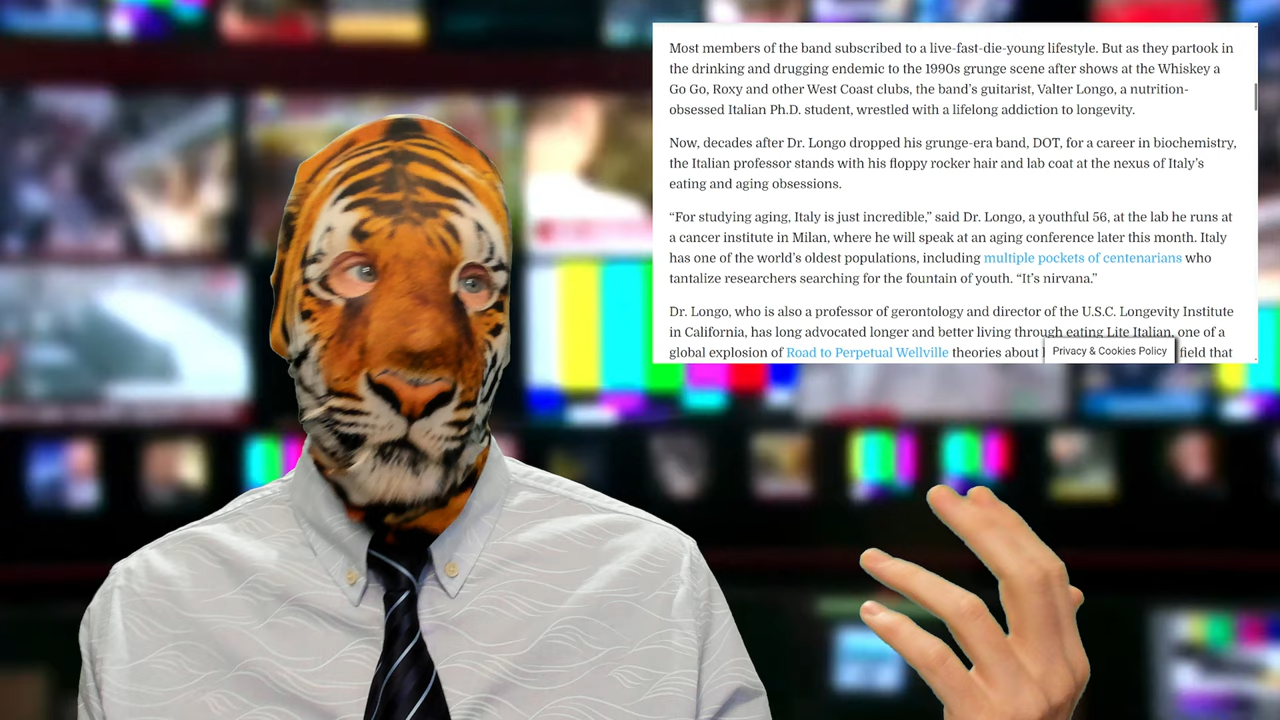 Most members of the band subscribed to a live-fast-die-young lifestyle. But as they partook in
the drinking and drugging endemic to the 1990s grunge scene after shows at the Whiskey a
Go Go, Roxy and other West Coast clubs, the band's guitarist, Valter Longo, a nutrition-
obsessed Italian Ph.D. student, wrestled with a lifelong addiction to longevity.
Now, decades after Dr. Longo dropped his grunge-era band, DOT, for a career in biochemistry,
the Italian professor stands with his floppy rocker hair and lab coat at the nexus of Italy's
eating and aging obsessions.
“For studying aging, Italy is just incredible,” said Dr. Longo, a youthful 56, at the lab he runs at
a cancer institute in Milan, where he will speak at an aging conference later this month. Italy
has one of the world's oldest populations, including multiple pockets of centenarians who
tantalize researchers searching for the fountain of youth. “It's nirvana.”
Dr. Longo, who is also a professor of gerontology and director of the U.S.C. Longevity Institute
in California, has long advocated longer and better living through eating Lite Italian, one of a
global explosion of Road to Perpetual Wellville theories about field that
Privacy & Cookies Policy